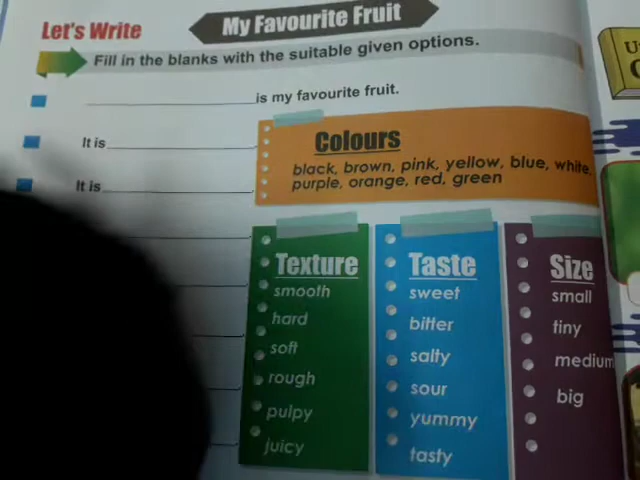 Let's Write
My Favourite Fruit
Fill in the blanks with the suitable given options.
is my favourite fruit.
It is
It is
Colours
black, brown, pink, yellow, blue, white,
purple, orange, red, green
Texture
smooth
hard
soft
rough
pulpy
juicy
Taste
sweet
bitter
salty
sour
yummy
tasty
Size
small
tiny
medium
big